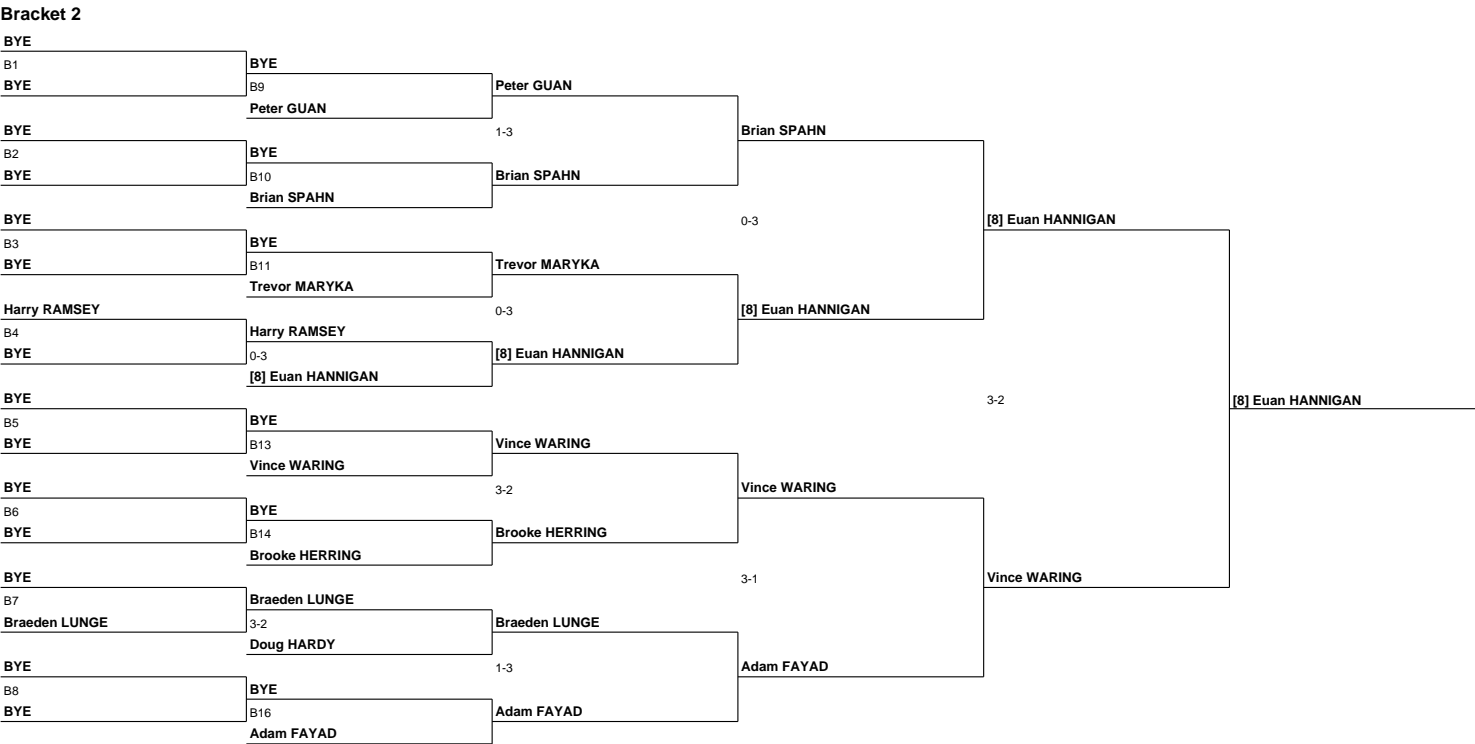 Bracket 2
BYE
B1
BYE
BYE
B2
BYE
BYE
B3
BYE
Harry RAMSEY
B4
BYE
BYE
B5
BYE
BYE
B6
BYE
BYE
B7
Braeden LUNGE
BYE
B8
BYE
BYE
B9
Peter GUAN
BYE
B10
Brian SPAHN
BYE
B11
Trevor MARYKA
Harry RAMSEY
0-3
[8] Euan HANNIGAN
BYE
B13
Vince WARING
BYE
B14
Brooke HERRING
Braeden LUNGE
3-2
Doug HARDY
BYE
B16
Adam FAYAD
Peter GUAN
1-3
Brian SPAHN
Trevor MARYKA
0-3
[8] Euan HANNIGAN
Vince WARING
3-2
Brooke HERRING
Braeden LUNGE
1-3
Adam FAYAD
Brian SPAHN
0-3
[8] Euan HANNIGAN
Vince WARING
3-1
Adam FAYAD
[8] Euan HANNIGAN
3-2
Vince WARING
[8] Euan HANNIGAN